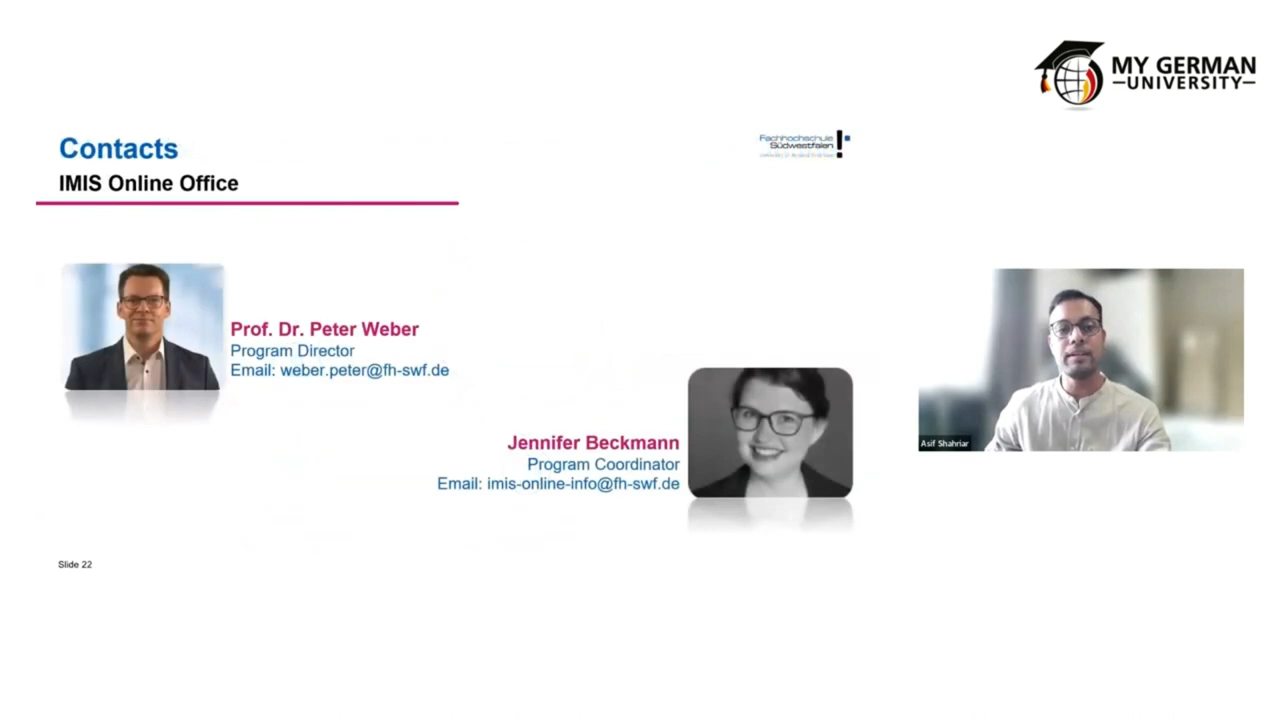 MY GERMAN
UNIVERSITY
Contacts
IMIS Online Office
Fachhochschule
Südwestfalen
Prof. Dr. Peter Weber
Program Director
Email: weber.peter@fh-swf.de
Jennifer Beckmann
Program Coordinator
Email: imis-online-info@fh-swf.de
Asif Shahriar
Slide 22